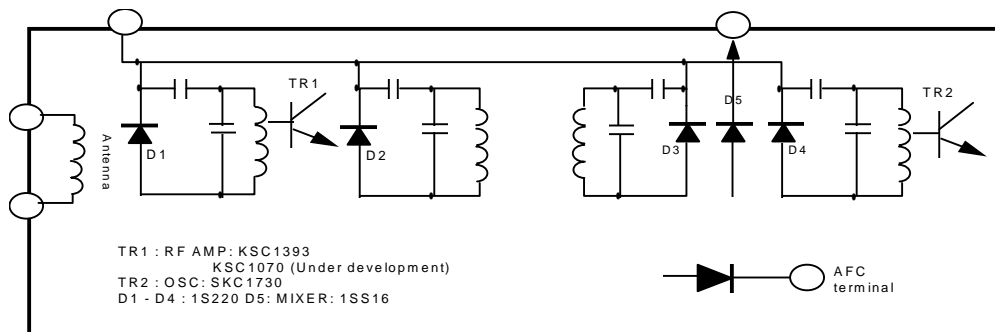 TR1
D5
TR2
Antenna
D1
D2
D3
D4
TR1 : RF AMP: KSC1393
KSC1070 (Under development)
TR2 : OSC: SKC1730
D1 - D4 : 1S220 D5: MIXER: 1SS16
AFC
terminal